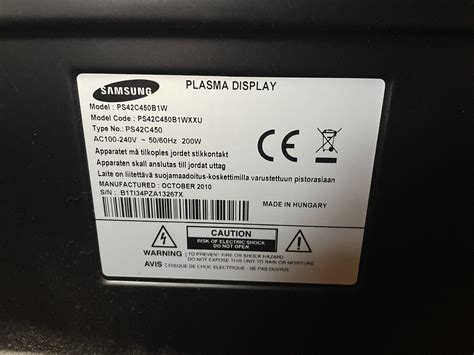 SAMSUNG
PLASMA DISPLAY
Model : PS42C450B1W
Model Code : PS42C450B1WXXU
Type No.: PS42C450
AC100-240V ~ 50/60Hz 200W
Apparatet må tilkoples jordet stikkontakt
Apparaten skall anslutas till jordat uttag
Laite on liitettävä suojamaadoitus-koskettimilla varustettuun pistorasiaan
MANUFACTURED : OCTOBER 2010
S/N : B1TI34PZA13267X
MADE IN HUNGARY
CE
CAUTION
RISK OF ELECTRIC SHOCK
DO NOT OPEN
WARNING : TO PREVENT FIRE OR SHOCK HAZARD
DO NOT EXPOSE THIS UNIT TO RAIN OR MOISTURE.
AVIS : RISQUE DE CHOC ELECTRIQUE - NE PAS OUVRIR.